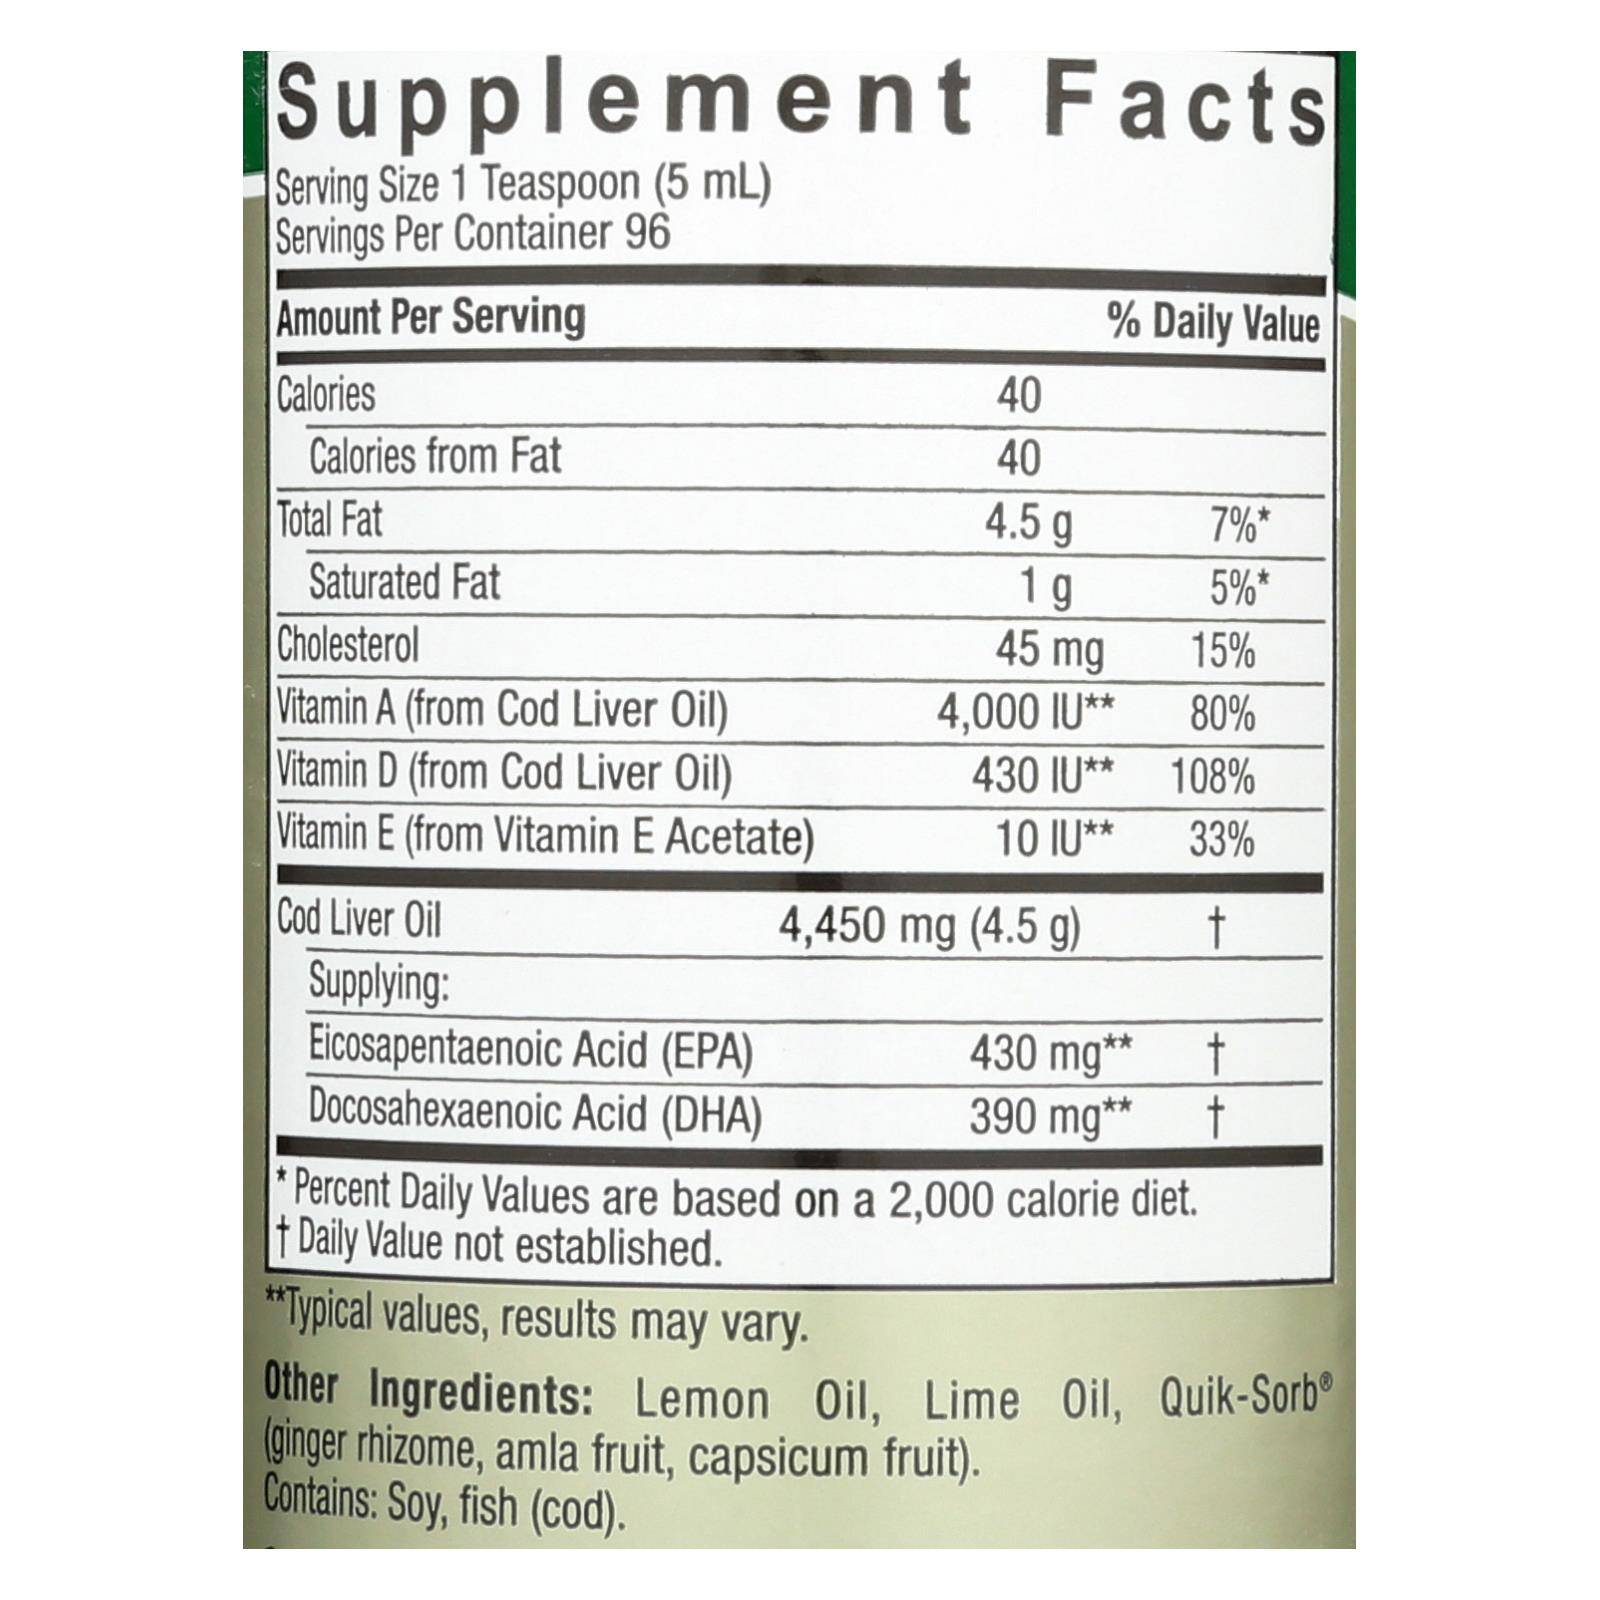 Supplement Facts
Serving Size 1 Teaspoon (5 mL)
Servings Per Container 96
Amount Per Serving % Daily Value
Calories 40
Calories from Fat 40
Total Fat 4.5 g 7%*
Saturated Fat 1 g 5%*
Cholesterol 45 mg 15%
Vitamin A (from Cod Liver Oil) 4,000 IU** 80%
Vitamin D (from Cod Liver Oil) 430 IU** 108%
Vitamin E (from Vitamin E Acetate) 10 IU** 33%
Cod Liver Oil 4,450 mg (4.5 g) †
Supplying:
Eicosapentaenoic Acid (EPA) 430 mg** †
Docosahexaenoic Acid (DHA) 390 mg** †
* Percent Daily Values are based on a 2,000 calorie diet.
† Daily Value not established.
**Typical values, results may vary.
Other Ingredients: Lemon Oil, Lime Oil, Quik-Sorb®
(ginger rhizome, amla fruit, capsicum fruit).
Contains: Soy, fish (cod).